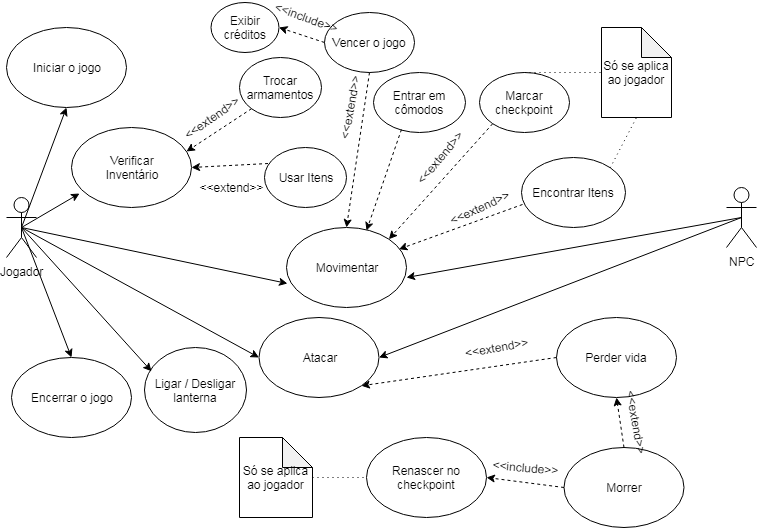 Exibir
créditos
<<include>>
Vencer o jogo
Iniciar o jogo
Trocar
armamentos
<<extend>>
<<extend>>
Entrar em
cômodos
Marcar
checkpoint
Só se aplica
ao jogador
<<extend>>
Verificar
Inventário
<<extend>>
Usar Itens
<<extend>>
Encontrar Itens
Jogador
Movimentar
NPC
Atacar
<<extend>>
Perder vida
Encerrar o jogo
Ligar / Desligar
lanterna
<<extend>>
Só se aplica
ao jogador
Renascer no
checkpoint
<<include>>
Morrer